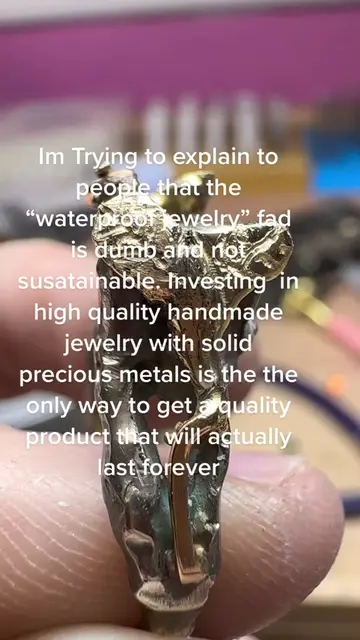 Im Trying to explain to
people that the
“waterproof jewelry” fad
is dumb and not
susatainable. Investing in
high quality handmade
jewelry with solid
precious metals is the the
only way to get a quality
product that will actually
last forever